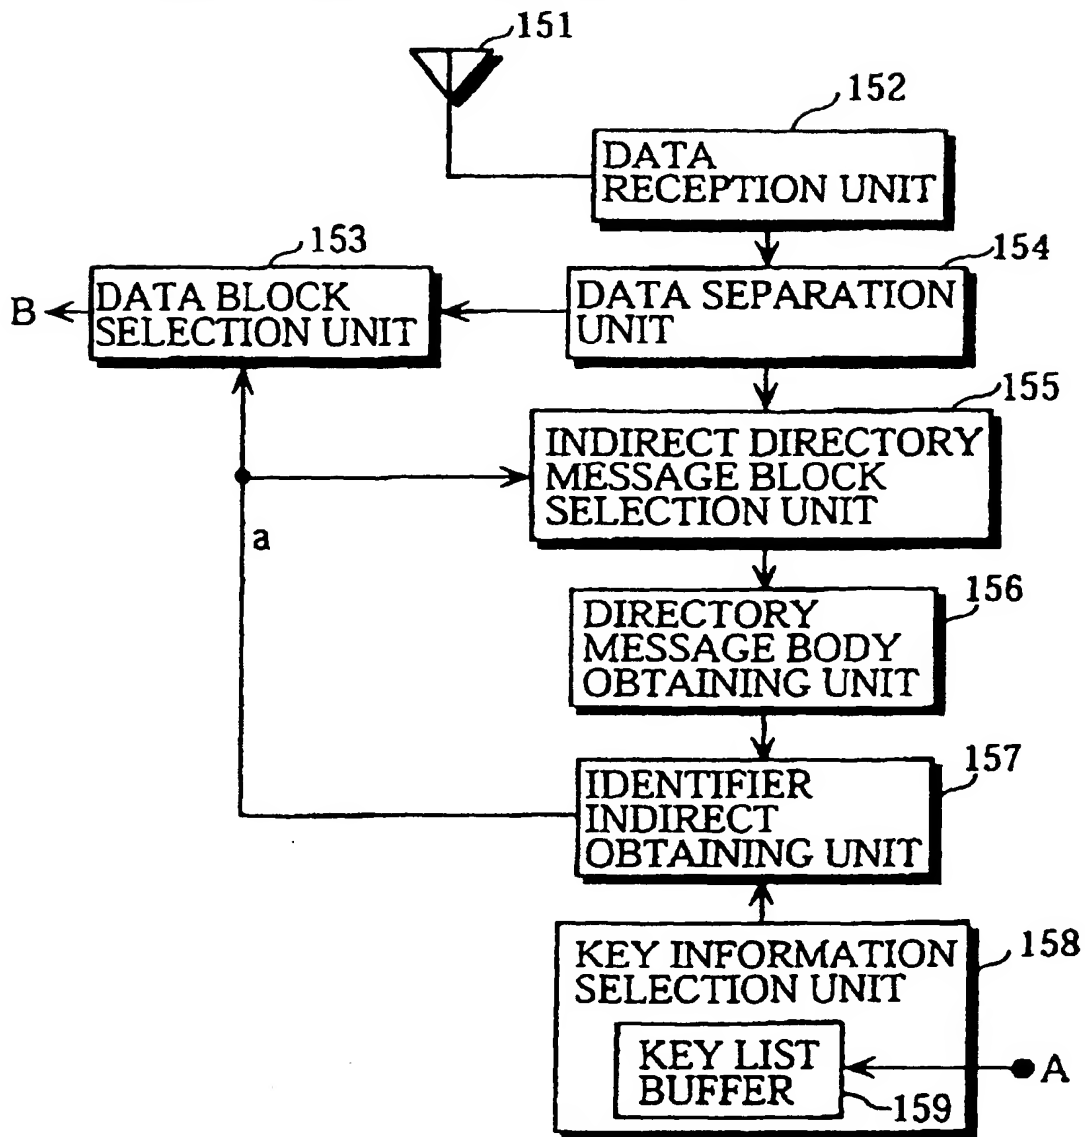 151
152
DATA
RECEPTION UNIT
153
154
B
DATA BLOCK
SELECTION UNIT
DATA SEPARATION
UNIT
155
INDIRECT DIRECTORY
MESSAGE BLOCK
SELECTION UNIT
a
156
DIRECTORY
MESSAGE BODY
OBTAINING UNIT
157
IDENTIFIER
INDIRECT
OBTAINING UNIT
158
KEY INFORMATION
SELECTION UNIT
KEY LIST
BUFFER
A
159